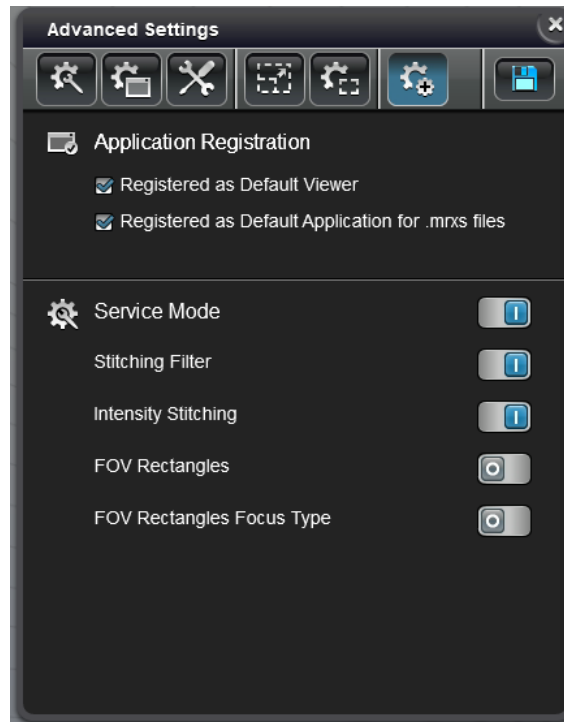 Advanced Settings
Application Registration
Registered as Default Viewer
Registered as Default Application for .mrxs files
Service Mode
Stitching Filter
Intensity Stitching
FOV Rectangles
FOV Rectangles Focus Type